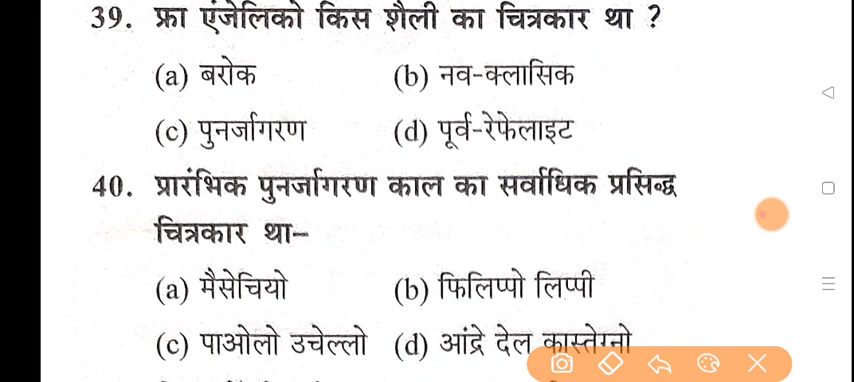 39. फ्रा एंजेलिको किस शैली का चित्रकार था ?
(a) बरोक (b) नव-क्लासिक
(c) पुनर्जागरण (d) पूर्व-रेफेलाइट
40. प्रारंभिक पुनर्जागरण काल का सर्वाधिक प्रसिद्ध
चित्रकार था–
(a) मैसेचियो (b) फिलिप्पो लिप्पी
(c) पाओलो उचेल्लो (d) आंद्रे देल कास्तेग्नो